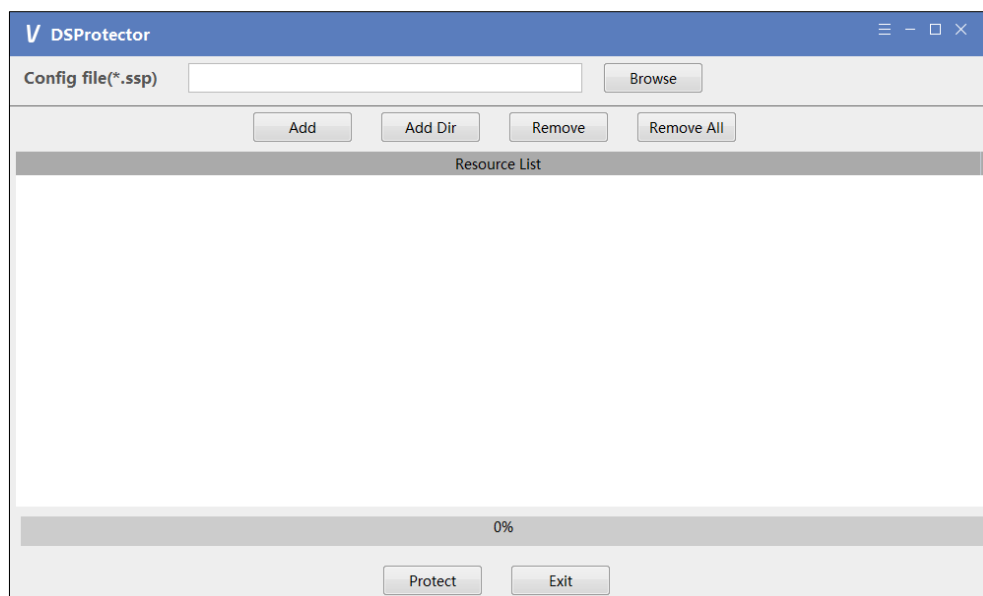 V DSProtector
Config file(*.ssp) Browse
Add Add Dir Remove Remove All
Resource List
0%
Protect Exit